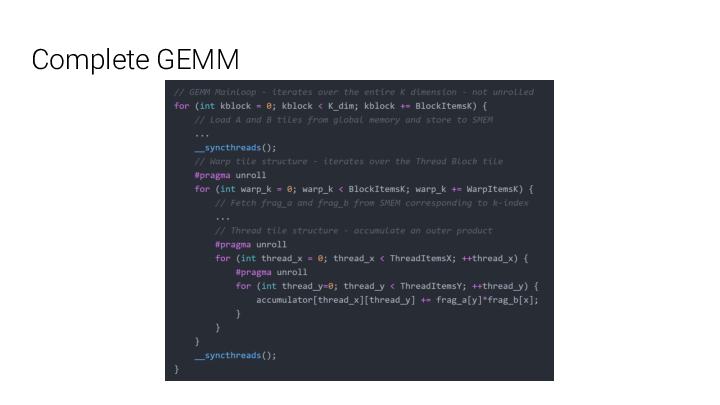 Complete GEMM
// GEMM Mainloop - iterates over the entire K dimension - not unrolled
for (int kblock = 0; kblock < K_dim; kblock += BlockItemsK) {
    // Load A and B tiles from global memory and store to SMEM
    ...
    __syncthreads();
    // Warp tile structure - iterates over the Thread Block tile
    #pragma unroll
    for (int warp_k = 0; warp_k < BlockItemsK; warp_k += WarpItemsK) {
        // Fetch frag_a and frag_b from SMEM corresponding to k-index
        ...
        // Thread tile structure - accumulate an outer product
        #pragma unroll
        for (int thread_x = 0; thread_x < ThreadItemsX; ++thread_x) {
            #pragma unroll
            for (int thread_y=0; thread_y < ThreadItemsY; ++thread_y) {
                accumulator[thread_x][thread_y] += frag_a[y]*frag_b[x];
            }
        }
    }
    __syncthreads();
}